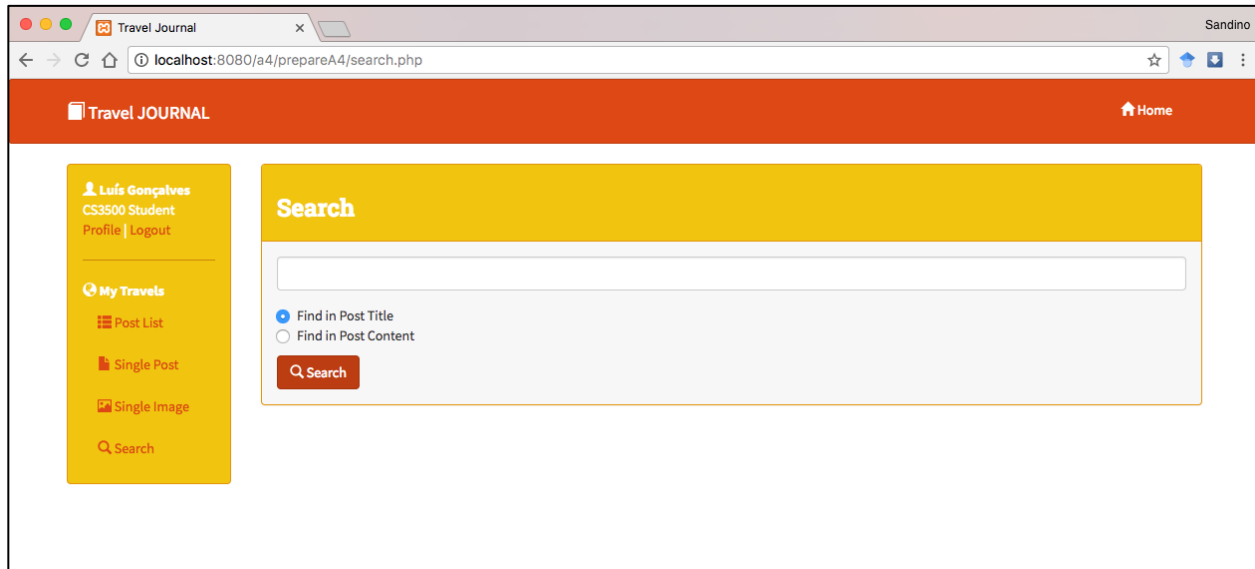 Travel Journal
Sandino
localhost:8080/a4/prepareA4/search.php
Travel JOURNAL
Home
Luís Gonçalves
CS3500 Student
Profile | Logout
My Travels
Post List
Single Post
Single Image
Search
Search
Find in Post Title
Find in Post Content
Search